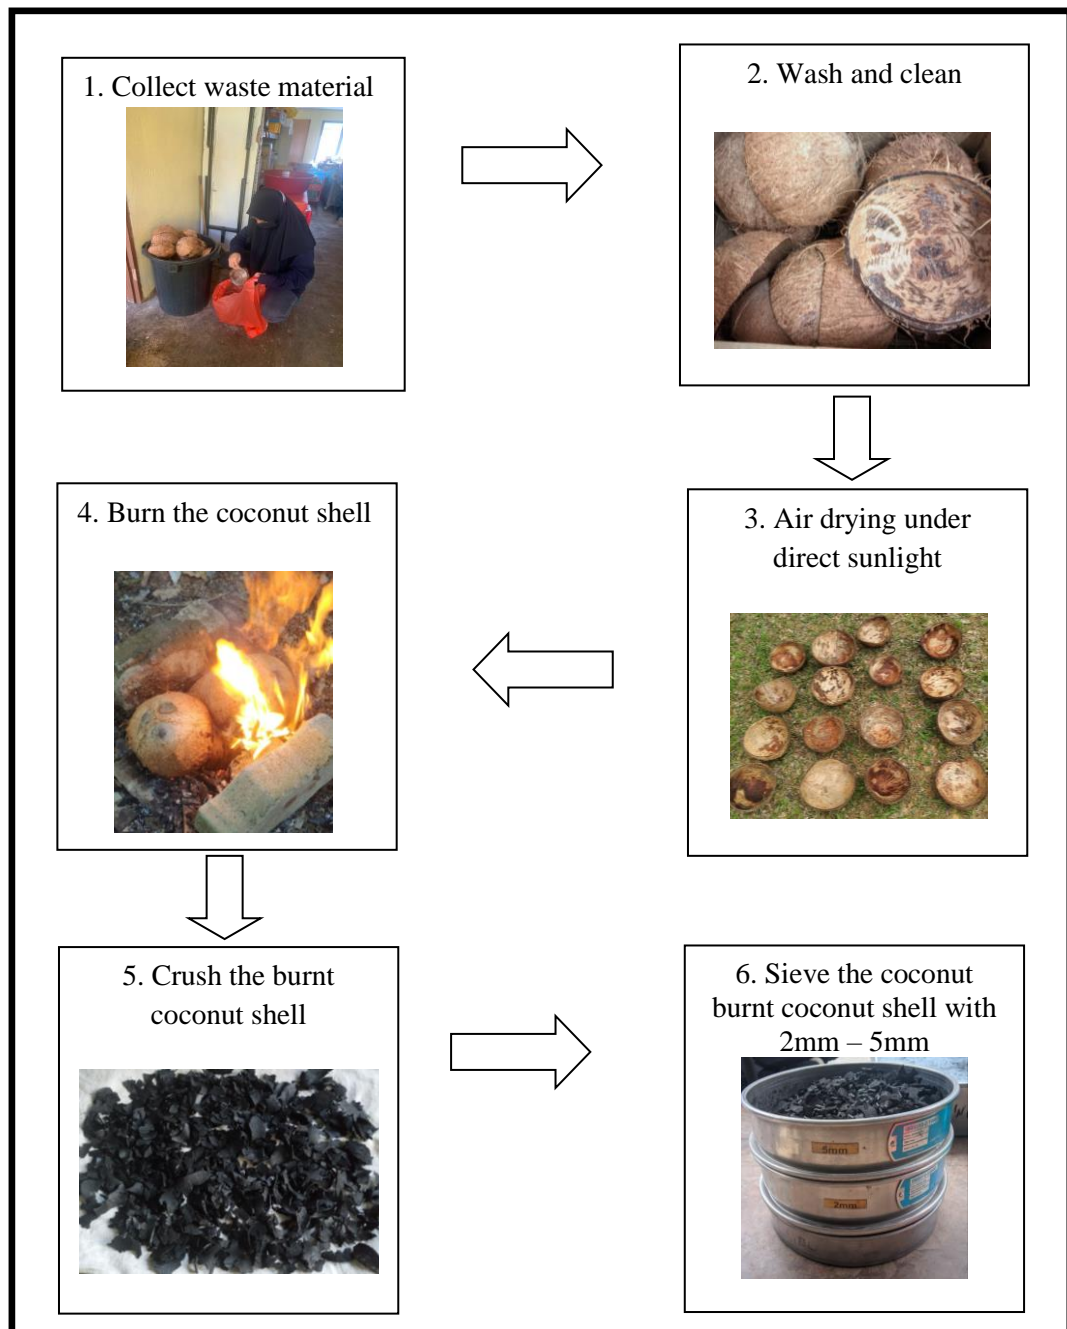 1. Collect waste material
2. Wash and clean
3. Air drying under
direct sunlight
4. Burn the coconut shell
5. Crush the burnt
coconut shell
6. Sieve the coconut
burnt coconut shell with
2mm – 5mm
5mm
2mm